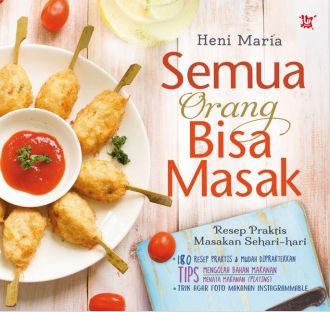 Heni Maria
Semua
Orang
Bisa
Masak
Resep Praktis
Masakan Sehari-hari
• 180 RESEP PRAKTIS & MUDAH DIPRAKTEKKAN
TIPS MENGOLAH BAHAN MAKANAN
MENATA MAKANAN (PLATING)
• TRIK AGAR FOTO MAKANAN INSTAGRAMMABLE